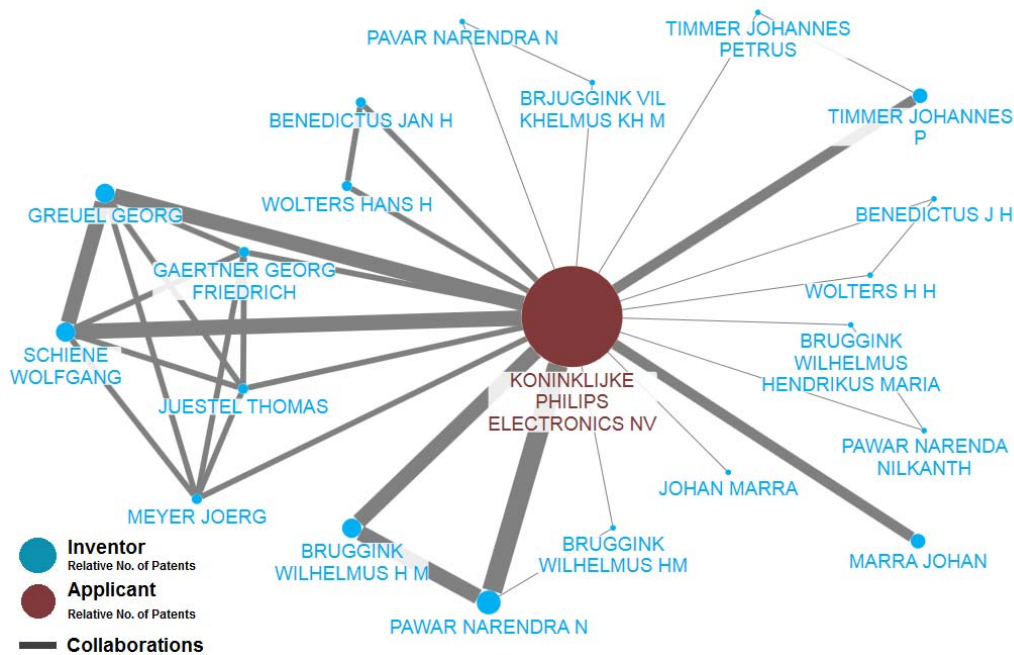 PAVAR NARENDRA N
TIMMER JOHANNES
PETRUS
BRJUGGINK VIL
KHELMUS KH M
BENEDICTUS JAN H
TIMMER JOHANNES
P
WOLTERS HANS H
GREUEL GEORG
BENEDICTUS J H
GAERTNER GEORG
FRIEDRICH
WOLTERS H H
SCHIENE
WOLFGANG
BRUGGINK
WILHELMUS
HENDRIKUS MARIA
KONINKLIJKE
PHILIPS
ELECTRONICS NV
JUESTEL THOMAS
PAWAR NARENDA
NILKANTH
JOHAN MARRA
MEYER JOERG
BRUGGINK
WILHELMUS H M
BRUGGINK
WILHELMUS HM
MARRA JOHAN
PAWAR NARENDRA N
Inventor
Relative No. of Patents
Applicant
Relative No. of Patents
Collaborations